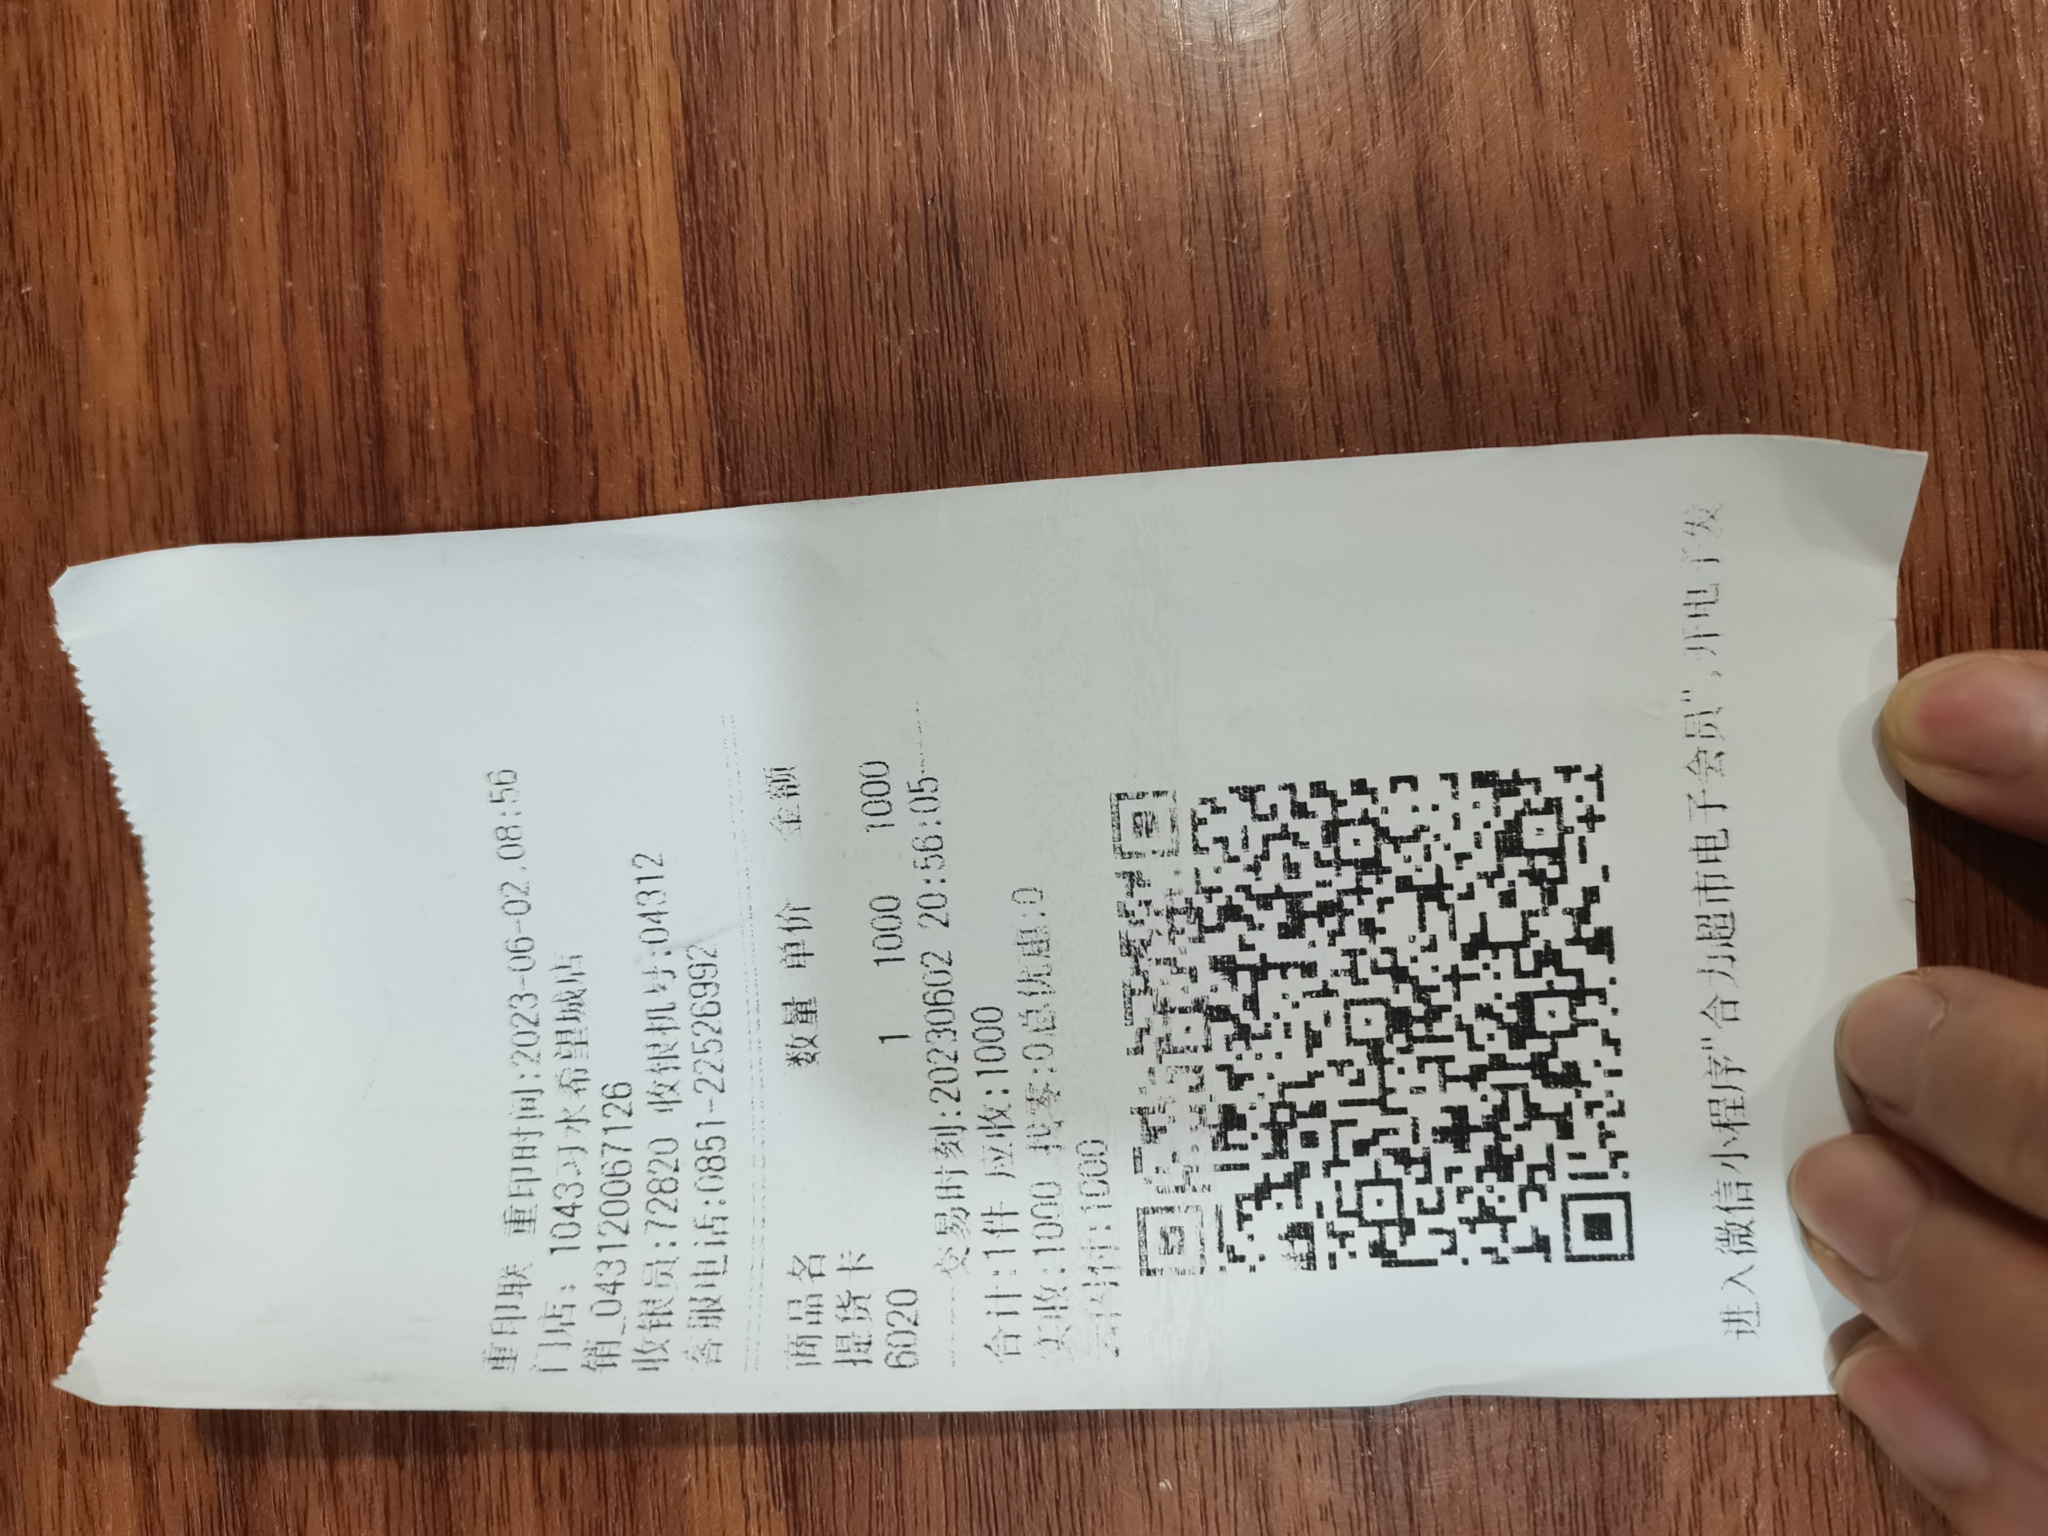 重印联 重印时间:2023-06-02.08:56
门店: 1043习水希望城店
销_043120067126
收银员:72820 收银机号:04312
客服电话:0851-22526992
商品名 数量 单价 金额
提货卡
6020 1 1000 1000
交易时刻:20230602 20:56:05
合计:1件 应收:1000
实收:1000 找零:0总优惠:0
:1000
进入微信小程序"合力超市电子会员",开电子发